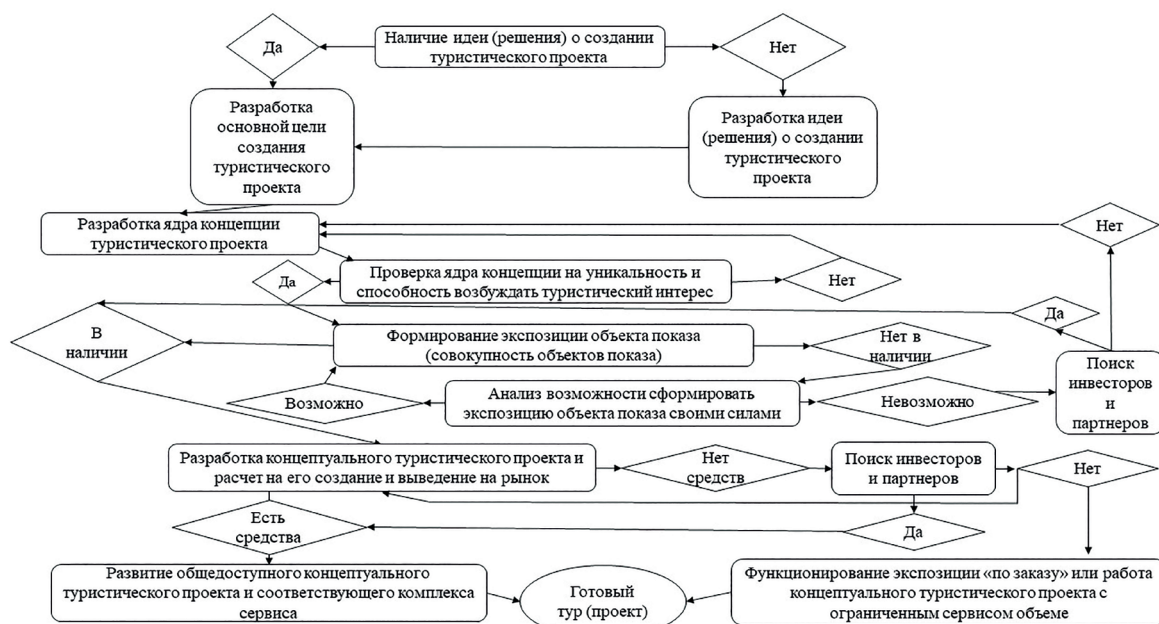 Да
Наличие идеи (решения) о создании
туристического проекта
Нет
Разработка
основной цели
создания
туристического
проекта
Разработка идеи
(решения) о создании
туристического
проекта
Разработка ядра концепции
туристического проекта
Нет
Да
Проверка ядра концепции на уникальность и
способность возбуждать туристический интерес
Нет
В
наличии
Формирование экспозиции объекта показа
(совокупность объектов показа)
Нет в
наличии
Да
Поиск
инвесторов
и
партнеров
Возможно
Анализ возможности сформировать
экспозицию объекта показа своими силами
Невозможно
Разработка концептуального туристического проекта и
расчет на его создание и выведение на рынок
Нет
средств
Поиск инвесторов
и партнеров
Нет
Есть
средства
Да
Развитие общедоступного концептуального
туристического проекта и соответствующего комплекса
сервиса
Готовый
тур (проект)
Функционирование экспозиции «по заказу» или работа
концептуального туристического проекта с
ограниченным сервисом объеме